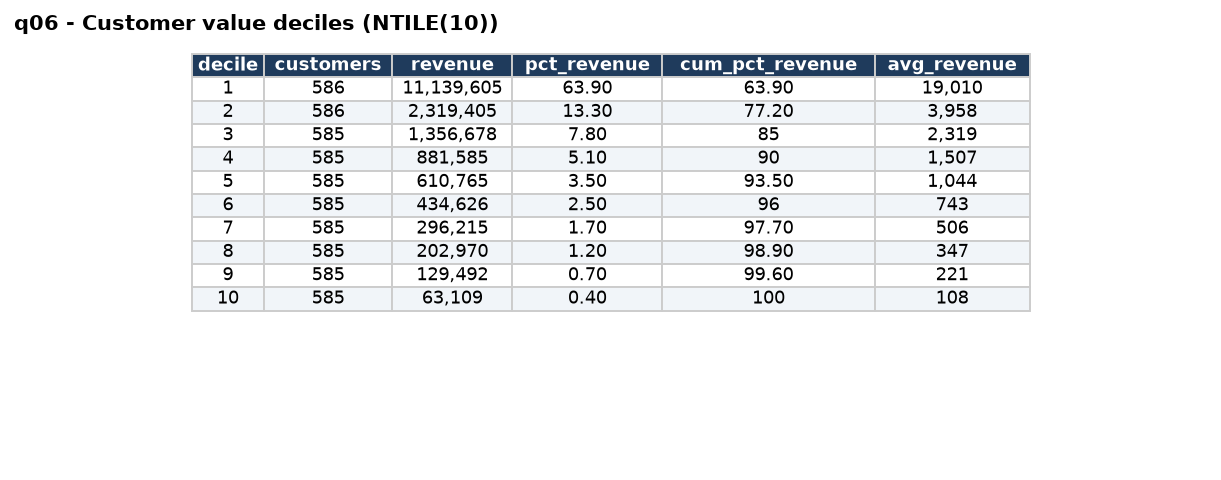 q06 - Customer value deciles (NTILE(10))
decile customers revenue pct_revenue cum_pct_revenue avg_revenue
1 586 11,139,605 63.90 63.90 19,010
2 586 2,319,405 13.30 77.20 3,958
3 585 1,356,678 7.80 85 2,319
4 585 881,585 5.10 90 1,507
5 585 610,765 3.50 93.50 1,044
6 585 434,626 2.50 96 743
7 585 296,215 1.70 97.70 506
8 585 202,970 1.20 98.90 347
9 585 129,492 0.70 99.60 221
10 585 63,109 0.40 100 108